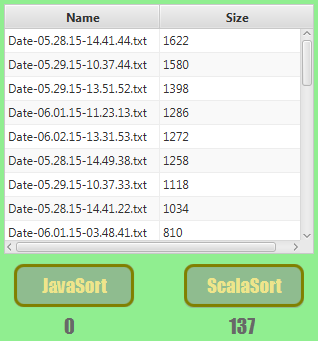 Name Size
Date-05.28.15-14.41.44.txt 1622
Date-05.29.15-10.37.44.txt 1580
Date-05.29.15-13.51.52.txt 1398
Date-06.01.15-11.23.13.txt 1286
Date-06.02.15-13.31.53.txt 1272
Date-05.28.15-14.49.38.txt 1258
Date-05.29.15-10.37.33.txt 1118
Date-05.28.15-14.41.22.txt 1034
Date-06.01.15-03.48.41.txt 810
JavaSort ScalaSort
0 137